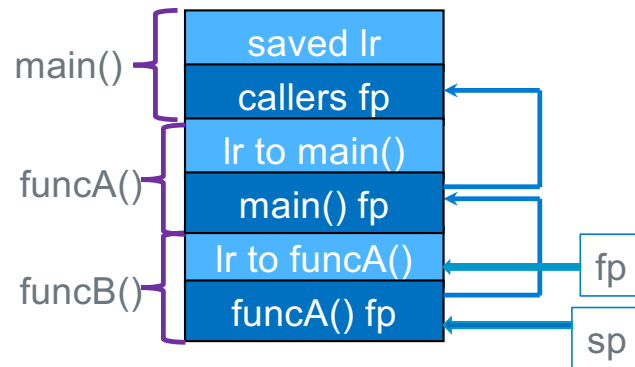 main()
saved lr
callers fp
funcA()
lr to main()
main() fp
funcB()
lr to funcA()
funcA() fp
fp
sp